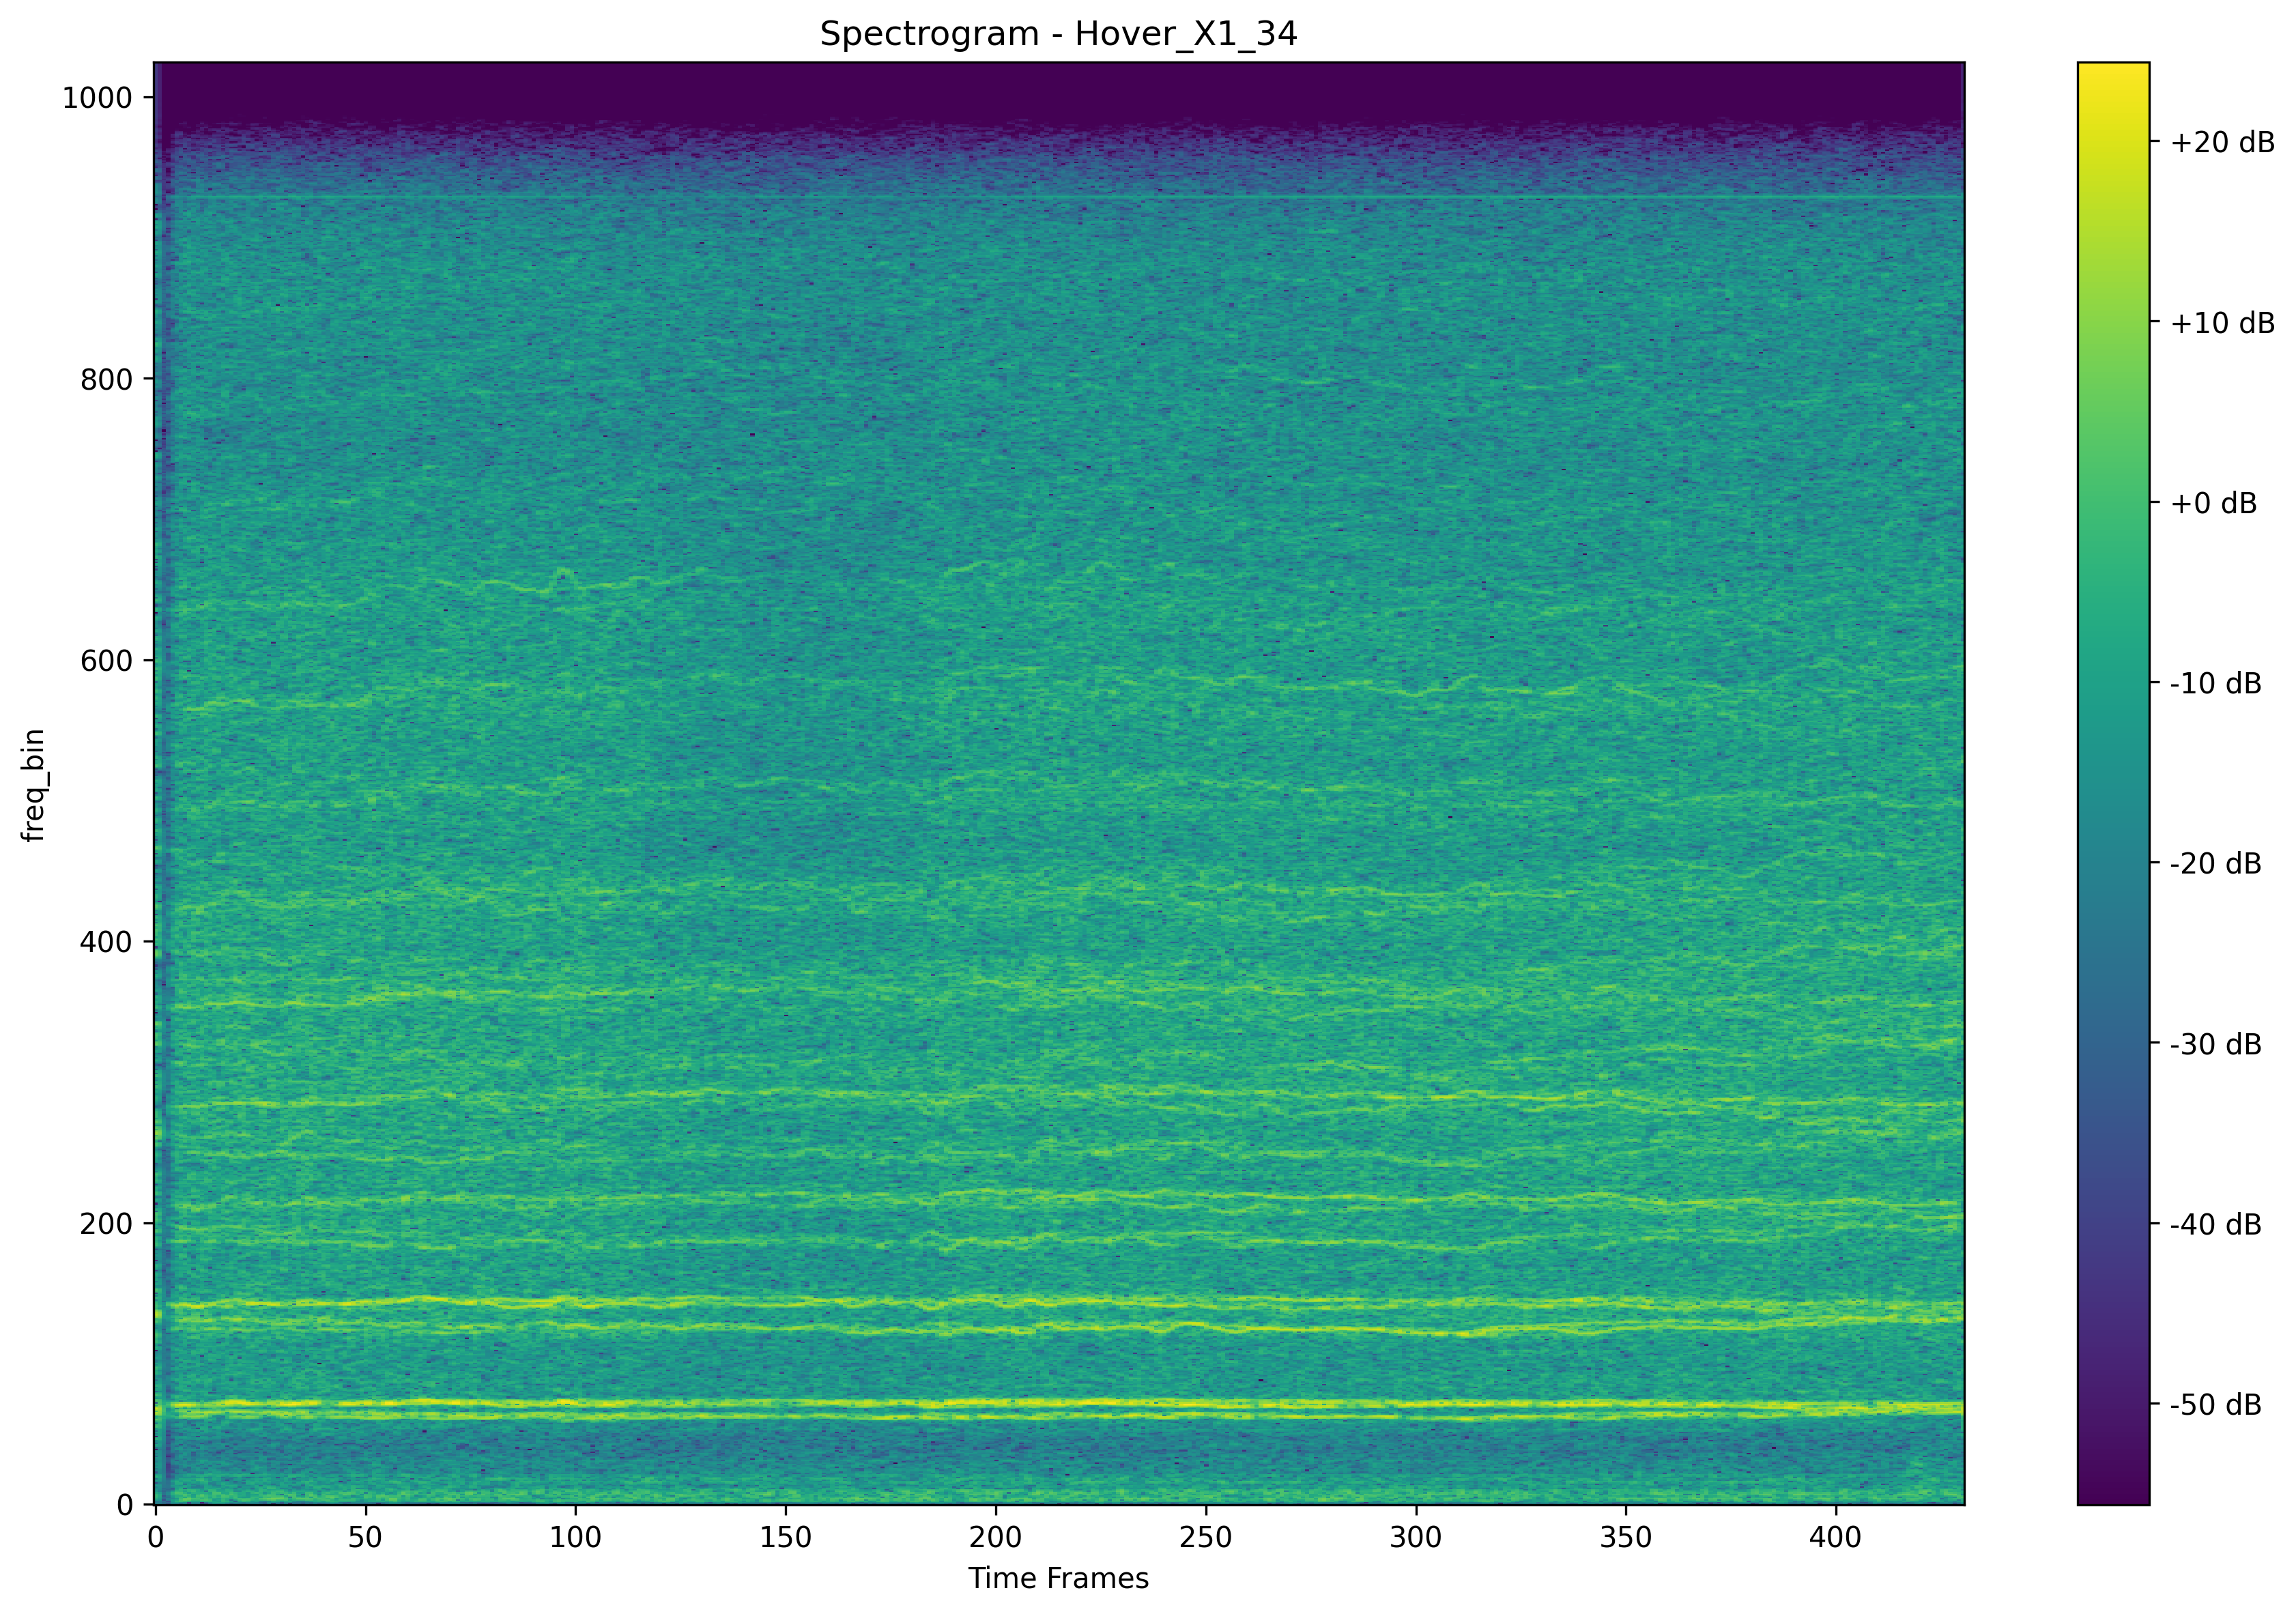 Spectrogram - Hover_X1_34
1000
800
600
400
200
0
freq_bin
0 50 100 150 200 250 300 350 400
Time Frames
+20 dB
+10 dB
+0 dB
-10 dB
-20 dB
-30 dB
-40 dB
-50 dB